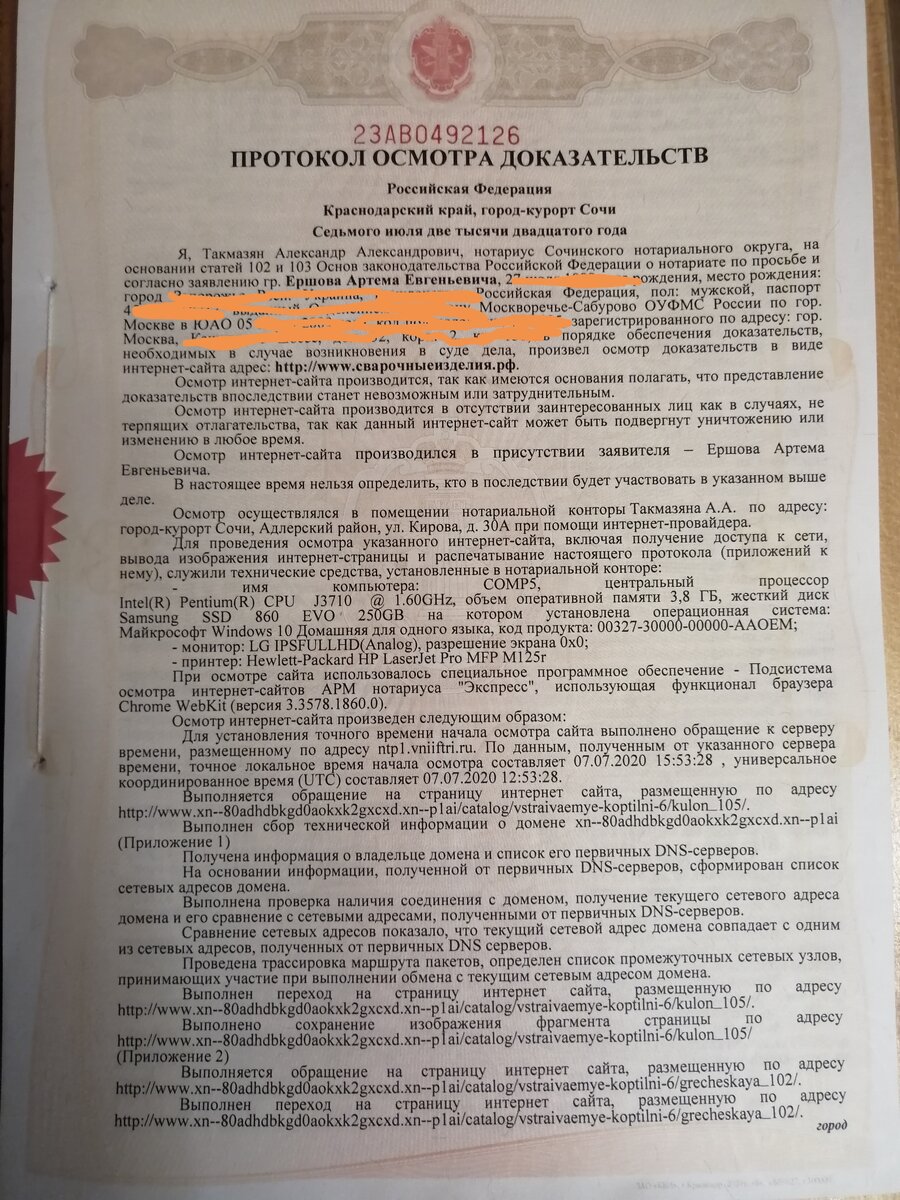 23АВ0492126
ПРОТОКОЛ ОСМОТРА ДОКАЗАТЕЛЬСТВ
Российская Федерация
Краснодарский край, город-курорт Сочи
Седьмого июля две тысячи двадцатого года
Я, Такмазян Александр Александрович, нотариус Сочинского нотариального округа, на
основании статей 102 и 103 Основ законодательства Российской Федерации о нотариате по просьбе и
согласно заявлению гр. Ершова Артема Евгеньевича, рождения, место рождения:
город Российская Федерация, пол: мужской, паспорт
Москворечье-Сабурово ОУФМС России по гор.
Москве в ЮАО 05 зарегистрированного по адресу: гор.
Москва, в порядке обеспечения доказательств,
необходимых в случае возникновения в суде дела, произвел осмотр доказательств в виде
интернет-сайта адрес: http://www.сварочныеизделия.рф.
Осмотр интернет-сайта производится, так как имеются основания полагать, что представление
доказательств впоследствии станет невозможным или затруднительным.
Осмотр интернет-сайта производится в отсутствии заинтересованных лиц как в случаях, не
терпящих отлагательства, так как данный интернет-сайт может быть подвергнут уничтожению или
изменению в любое время.
Осмотр интернет-сайта производился в присутствии заявителя – Ершова Артема
Евгеньевича.
В настоящее время нельзя определить, кто в последствии будет участвовать в указанном выше
деле.
Осмотр осуществлялся в помещении нотариальной конторы Такмазяна А.А. по адресу:
город-курорт Сочи, Адлерский район, ул. Кирова, д. 30А при помощи интернет-провайдера.
Для проведения осмотра указанного интернет-сайта, включая получение доступа к сети,
вывода изображения интернет-страницы и распечатывание настоящего протокола (приложений к
нему), служили технические средства, установленные в нотариальной конторе:
- имя компьютера: COMP5, центральный процессор
Intel(R) Pentium(R) CPU J3710 @ 1.60GHz, объем оперативной памяти 3,8 ГБ, жесткий диск
Samsung SSD 860 EVO 250GB на котором установлена операционная система:
Майкрософт Windows 10 Домашняя для одного языка, код продукта: 00327-30000-00000-AAOEM;
- монитор: LG IPSFULLHD(Analog), разрешение экрана 0x0;
- принтер: Hewlett-Packard HP LaserJet Pro MFP M125r
При осмотре сайта использовалось специальное программное обеспечение - Подсистема
осмотра интернет-сайтов АРМ нотариуса "Экспресс", использующая функционал браузера
Chrome WebKit (версия 3.3578.1860.0).
Осмотр интернет-сайта произведен следующим образом:
Для установления точного времени начала осмотра сайта выполнено обращение к серверу
времени, размещенному по адресу ntp1.vniiftri.ru. По данным, полученным от указанного сервера
времени, точное локальное время начала осмотра составляет 07.07.2020 15:53:28 , универсальное
координированное время (UTC) составляет 07.07.2020 12:53:28.
Выполняется обращение на страницу интернет сайта, размещенную по адресу
http://www.xn--80adhdbkgd0aokxk2gxcxd.xn--p1ai/catalog/vstraivaemye-koptilni-6/kulon_105/.
Выполнен сбор технической информации о домене xn--80adhdbkgd0aokxk2gxcxd.xn--p1ai
(Приложение 1)
Получена информация о владельце домена и список его первичных DNS-серверов.
На основании информации, полученной от первичных DNS-серверов, сформирован список
сетевых адресов домена.
Выполнена проверка наличия соединения с доменом, получение текущего сетевого адреса
домена и его сравнение с сетевыми адресами, полученными от первичных DNS-серверов.
Сравнение сетевых адресов показало, что текущий сетевой адрес домена совпадает с одним
из сетевых адресов, полученных от первичных DNS серверов.
Проведена трассировка маршрута пакетов, определен список промежуточных сетевых узлов,
принимающих участие при выполнении обмена с текущим сетевым адресом домена.
Выполнен переход на страницу интернет сайта, размещенную по адресу
http://www.xn--80adhdbkgd0aokxk2gxcxd.xn--p1ai/catalog/vstraivaemye-koptilni-6/kulon_105/.
Выполнено сохранение изображения фрагмента страницы по адресу
http://www.xn--80adhdbkgd0aokxk2gxcxd.xn--p1ai/catalog/vstraivaemye-koptilni-6/kulon_105/
(Приложение 2)
Выполняется обращение на страницу интернет сайта, размещенную по адресу
http://www.xn--80adhdbkgd0aokxk2gxcxd.xn--p1ai/catalog/vstraivaemye-koptilni-6/grecheskaya_102/.
Выполнен переход на страницу интернет сайта, размещенную по адресу
http://www.xn--80adhdbkgd0aokxk2gxcxd.xn--p1ai/catalog/vstraivaemye-koptilni-6/grecheskaya_102/.
город